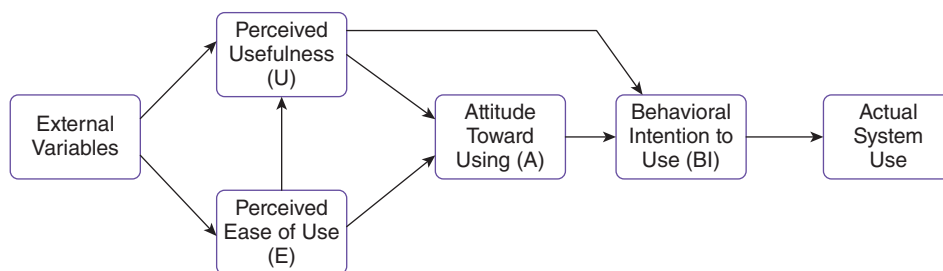 External
Variables
Perceived
Usefulness
(U)
Perceived
Ease of Use
(E)
Attitude
Toward
Using (A)
Behavioral
Intention to
Use (BI)
Actual
System
Use